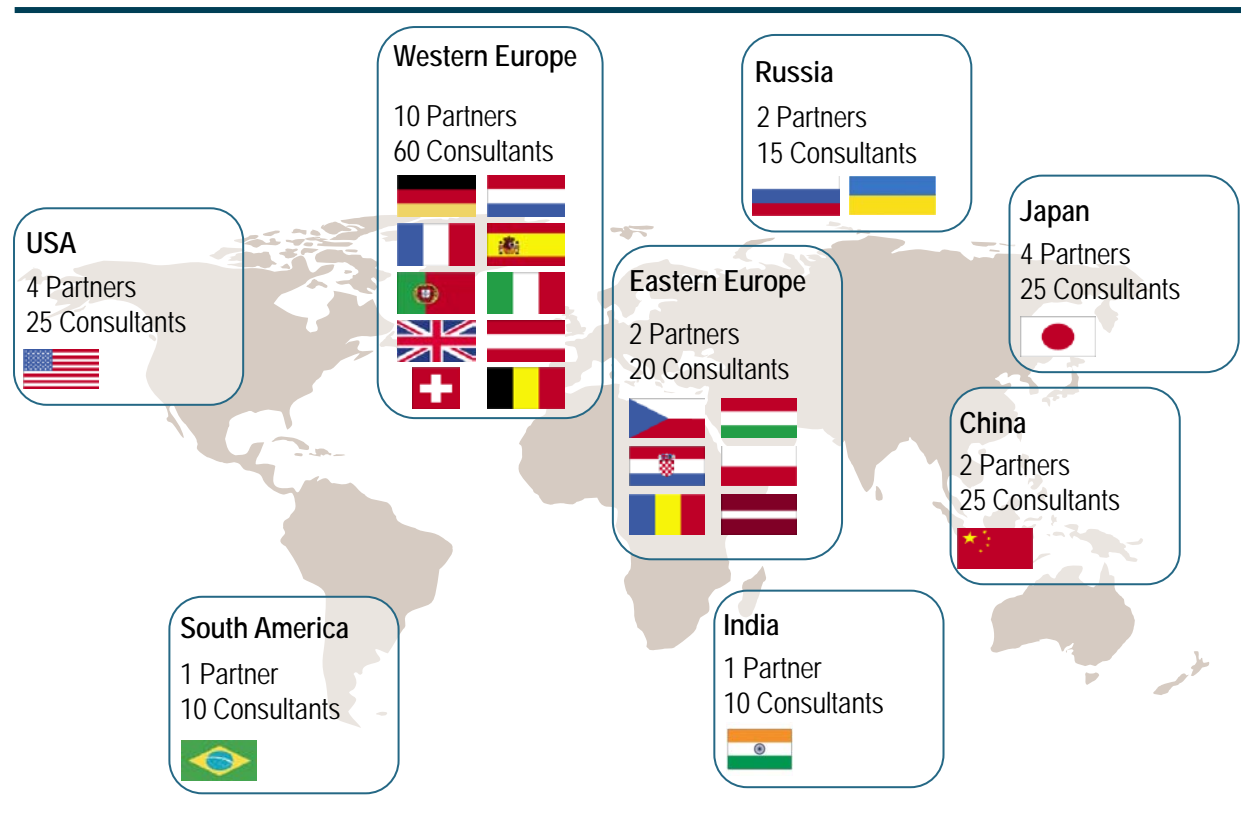 Western Europe
10 Partners
60 Consultants
Russia
2 Partners
15 Consultants
USA
4 Partners
25 Consultants
Japan
4 Partners
25 Consultants
Eastern Europe
2 Partners
20 Consultants
China
2 Partners
25 Consultants
South America
1 Partner
10 Consultants
India
1 Partner
10 Consultants